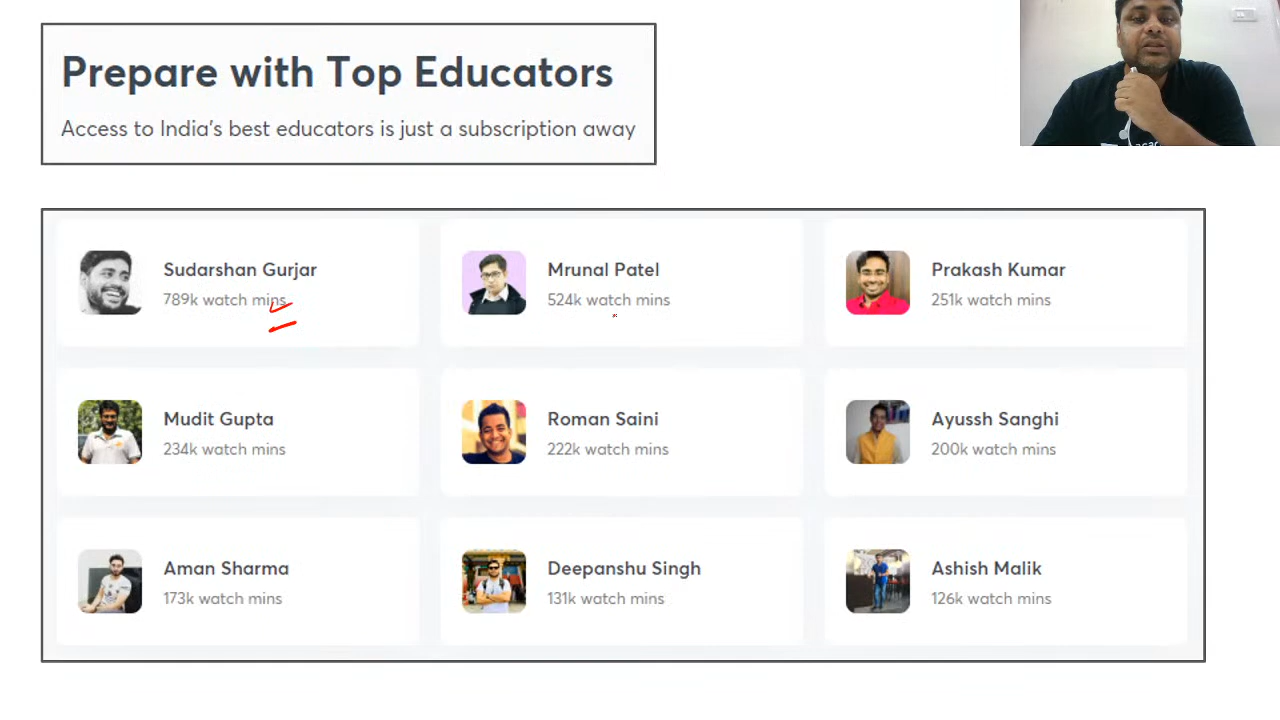 Prepare with Top Educators
Access to India's best educators is just a subscription away
Sudarshan Gurjar
789k watch mins
Mrunal Patel
524k watch mins
Prakash Kumar
251k watch mins
Mudit Gupta
234k watch mins
Roman Saini
222k watch mins
Ayussh Sanghi
200k watch mins
Aman Sharma
173k watch mins
Deepanshu Singh
131k watch mins
Ashish Malik
126k watch mins